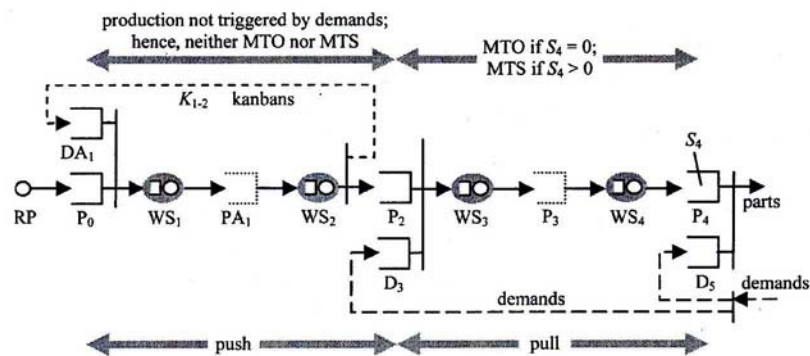 production not triggered by demands;
hence, neither MTO nor MTS
MTO if S₄ = 0;
MTS if S₄ > 0
K₁₋₂ kanbans
DA₁
S₄
RP
P₀
WS₁
PA₁
WS₂
P₂
WS₃
P₃
WS₄
P₄
parts
D₃
D₅
demands
demands
push
pull